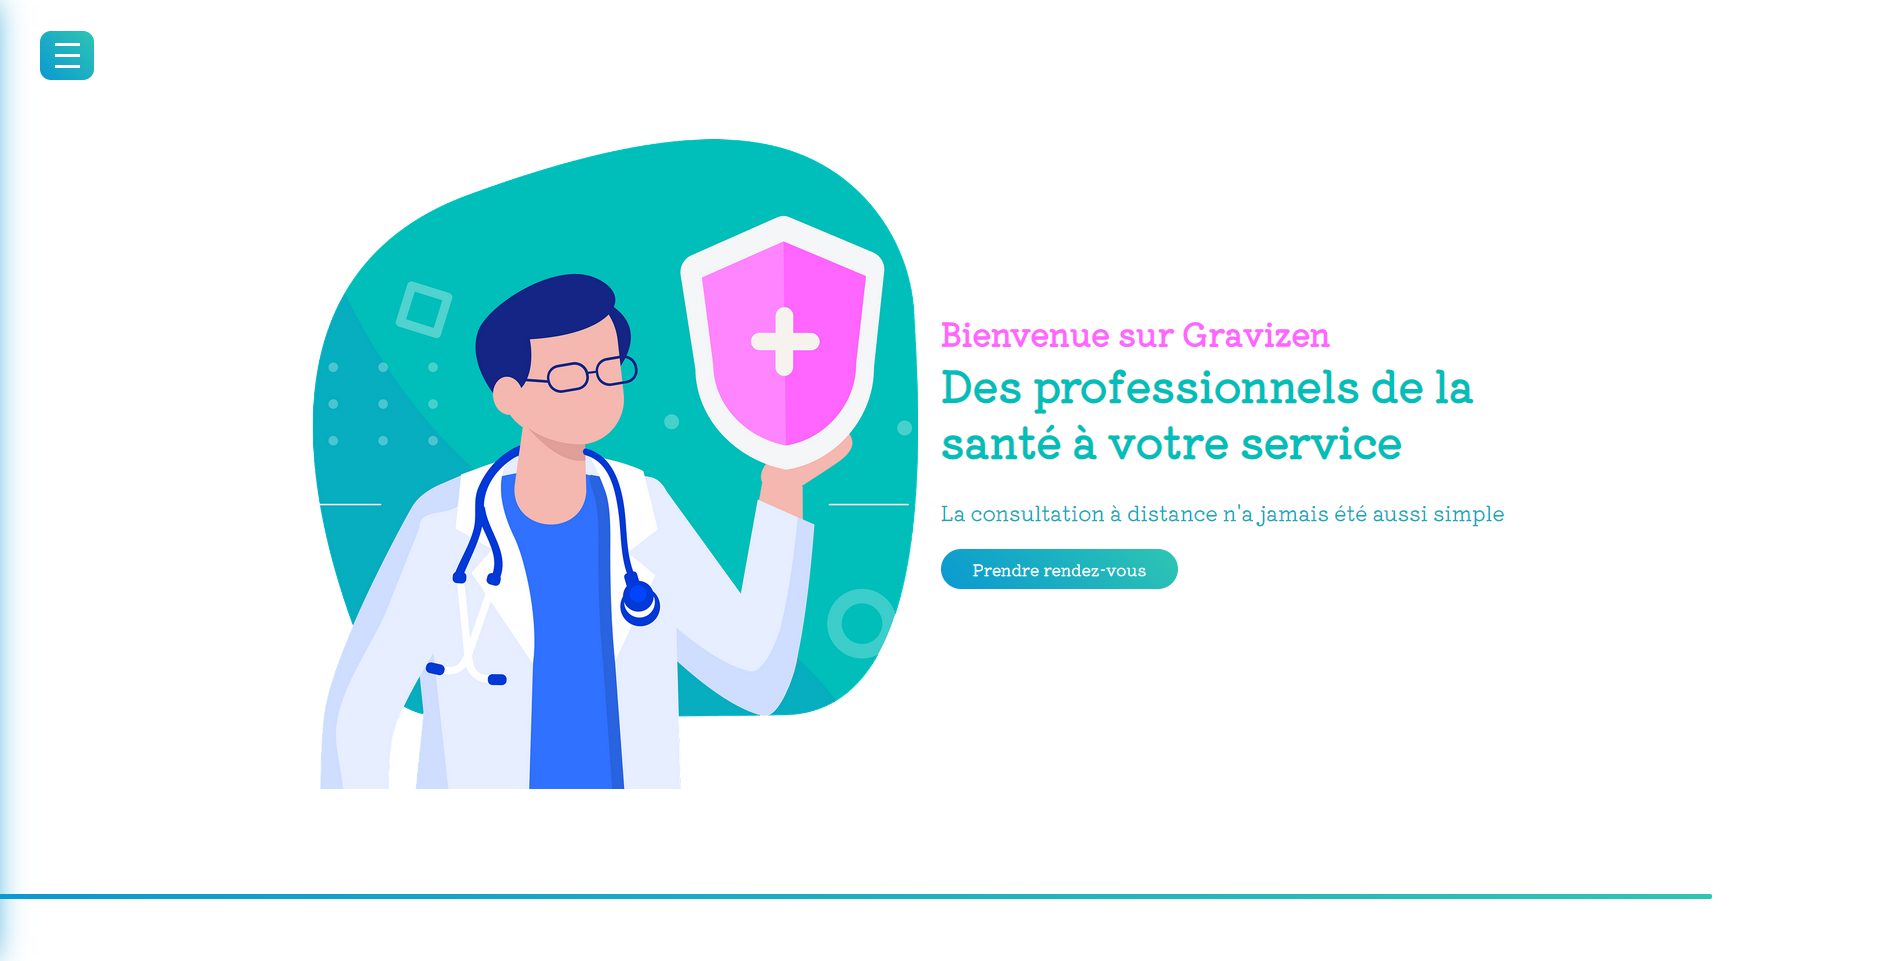 Bienvenue sur Gravizen
Des professionnels de la
santé à votre service
La consultation à distance n'a jamais été aussi simple
Prendre rendez-vous